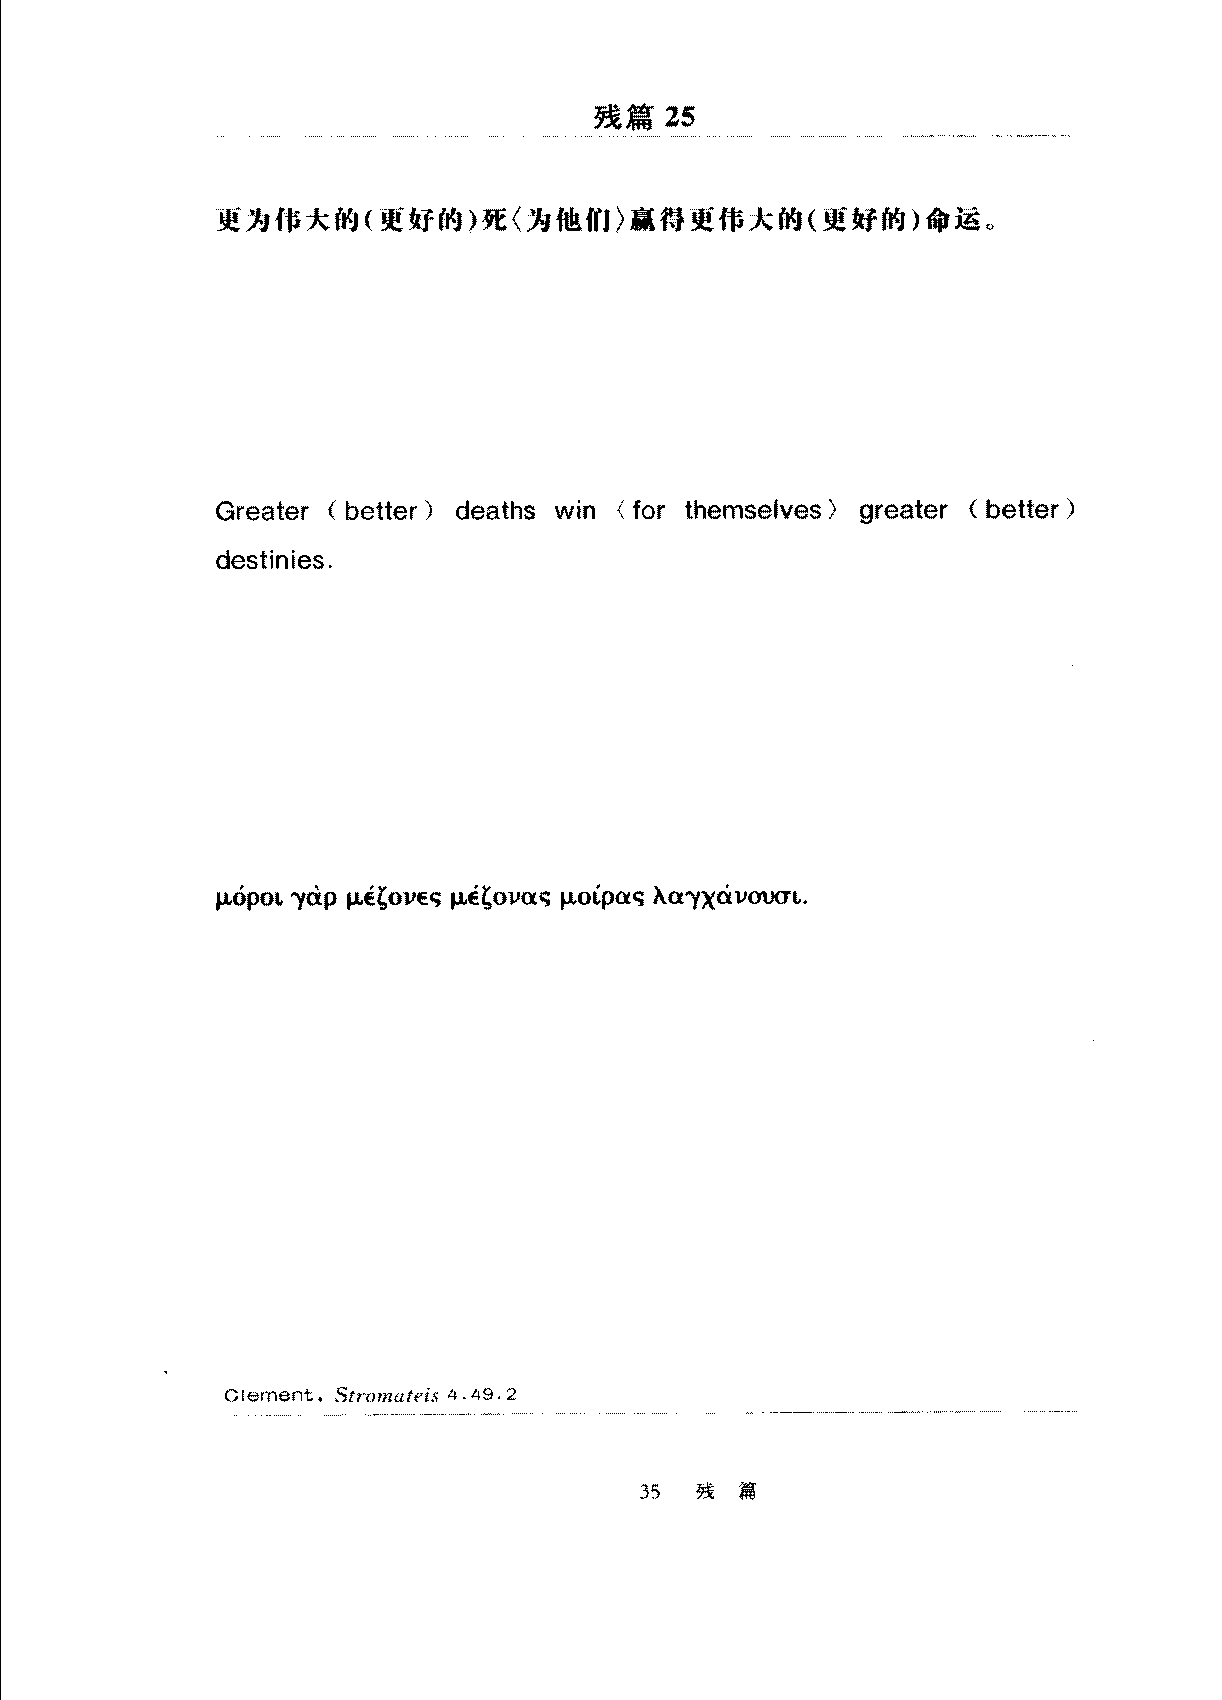 残篇 25
更为伟大的(更好的)死〈为他们〉赢得更伟大的(更好的)命运。
Greater (better) deaths win 〈for themselves〉 greater (better)
destinies.
μόροι γὰρ μέζονες μέζονας μοίρας λαγχάνουσι.
Clement, Stromateis 4.49.2
35 残 篇